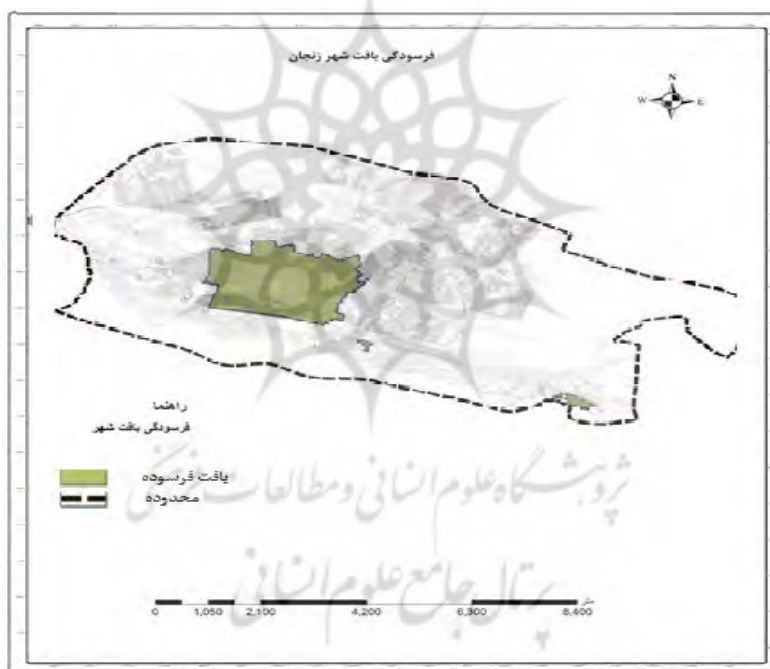 فرسودگی بافت شهر زنجان
N
W E
S
راهنما
فرسودگی بافت شهر
بافت فرسوده
محدوده
پژوهشگاه علوم انسانی و مطالعات فرهنگی
پرتال جامع علوم انسانی
0 1,050 2,100 4,200 6,300 8,400 متر